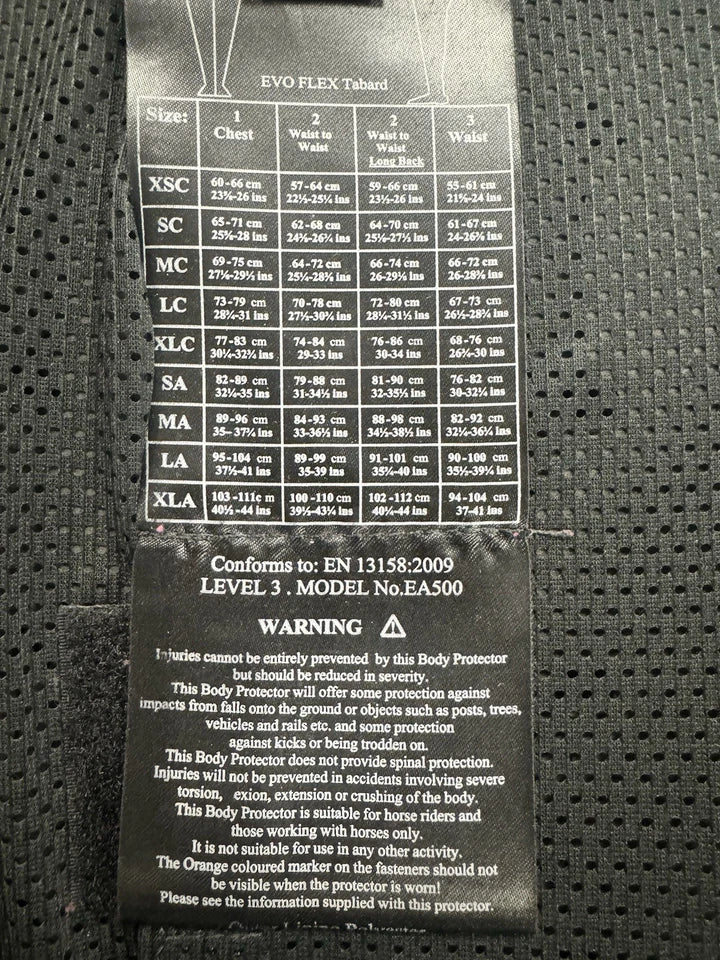 EVO FLEX Tabard
Size: 1 Chest 2 Waist to Waist 2 Waist to Waist Long Back 3 Waist
XSC 60-66 cm 57-64 cm 59-66 cm 55-61 cm
23⅝-26 ins 22½-25¼ ins 23½-26 ins 21¾-24 ins
SC 65-71 cm 62-68 cm 64-70 cm 61-67 cm
25⅝-28 ins 24⅜-26¾ ins 25¼-27½ ins 24-26⅜ ins
MC 69-75 cm 64-72 cm 66-74 cm 66-72 cm
27¼-29½ ins 25¼-28⅜ ins 26-29⅛ ins 26-28⅜ ins
LC 73-79 cm 70-78 cm 72-80 cm 67-73 cm
28¾-31 ins 27½-30¾ ins 28¼-31½ ins 26½-28¾ ins
XLC 77-83 cm 74-84 cm 76-86 cm 68-76 cm
30¼-32¾ ins 29-33 ins 30-34 ins 26¾-30 ins
SA 82-89 cm 79-88 cm 81-90 cm 76-82 cm
32¼-35 ins 31-34½ ins 32-35½ ins 30-32¼ ins
MA 89-96 cm 84-93 cm 88-98 cm 82-92 cm
35-37¾ ins 33-36½ ins 34½-38½ ins 32¼-36¼ ins
LA 95-104 cm 89-99 cm 91-101 cm 90-100 cm
37½-41 ins 35-39 ins 35¾-40 ins 35½-39¼ ins
XLA 103-111c m 100-110 cm 102-112 cm 94-104 cm
40½-44 ins 39½-43¼ ins 40¼-44 ins 37-41 ins
Conforms to: EN 13158:2009
LEVEL 3 . MODEL No.EA500
WARNING
Injuries cannot be entirely prevented by this Body Protector
but should be reduced in severity.
This Body Protector will offer some protection against
impacts from falls onto the ground or objects such as posts, trees,
vehicles and rails etc. and some protection
against kicks or being trodden on.
This Body Protector does not provide spinal protection.
Injuries will not be prevented in accidents involving severe
torsion, exion, extension or crushing of the body.
This Body Protector is suitable for horse riders and
those working with horses only.
It is not suitable for use in any other activity.
The Orange coloured marker on the fasteners should not
be visible when the protector is worn!
Please see the information supplied with this protector.